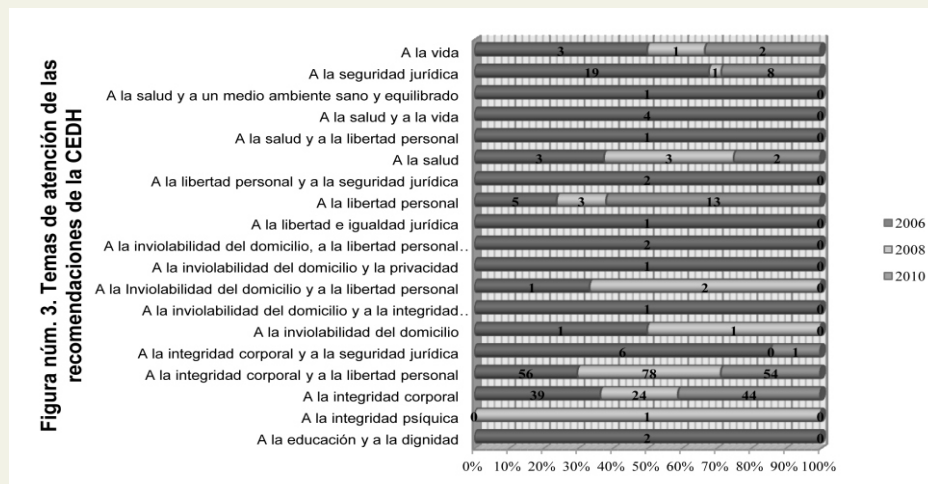 Figura núm. 3. Temas de atención de las
recomendaciones de la CEDH
A la vida
3 1 2
A la seguridad jurídica
19 1 8
A la salud y a un medio ambiente sano y equilibrado
1 0
A la salud y a la vida
4 0
A la salud y a la libertad personal
1 0
A la salud
3 3 2
A la libertad personal y a la seguridad jurídica
2 0
A la libertad personal
5 3 13
A la libertad e igualdad jurídica
1 0
A la inviolabilidad del domicilio, a la libertad personal..
2 0
A la inviolabilidad del domicilio y la privacidad
1 0
A la Inviolabilidad del domicilio y a la libertad personal
1 2 0
A la inviolabilidad del domicilio y a la integridad..
1 0
A la inviolabilidad del domicilio
1 1 0
A la integridad corporal y a la seguridad jurídica
6 0 1
A la integridad corporal y a la libertad personal
56 78 54
A la integridad corporal
39 24 44
A la integridad psíquica
0 1 0
A la educación y a la dignidad
2 0
0% 10% 20% 30% 40% 50% 60% 70% 80% 90% 100%
2006
2008
2010